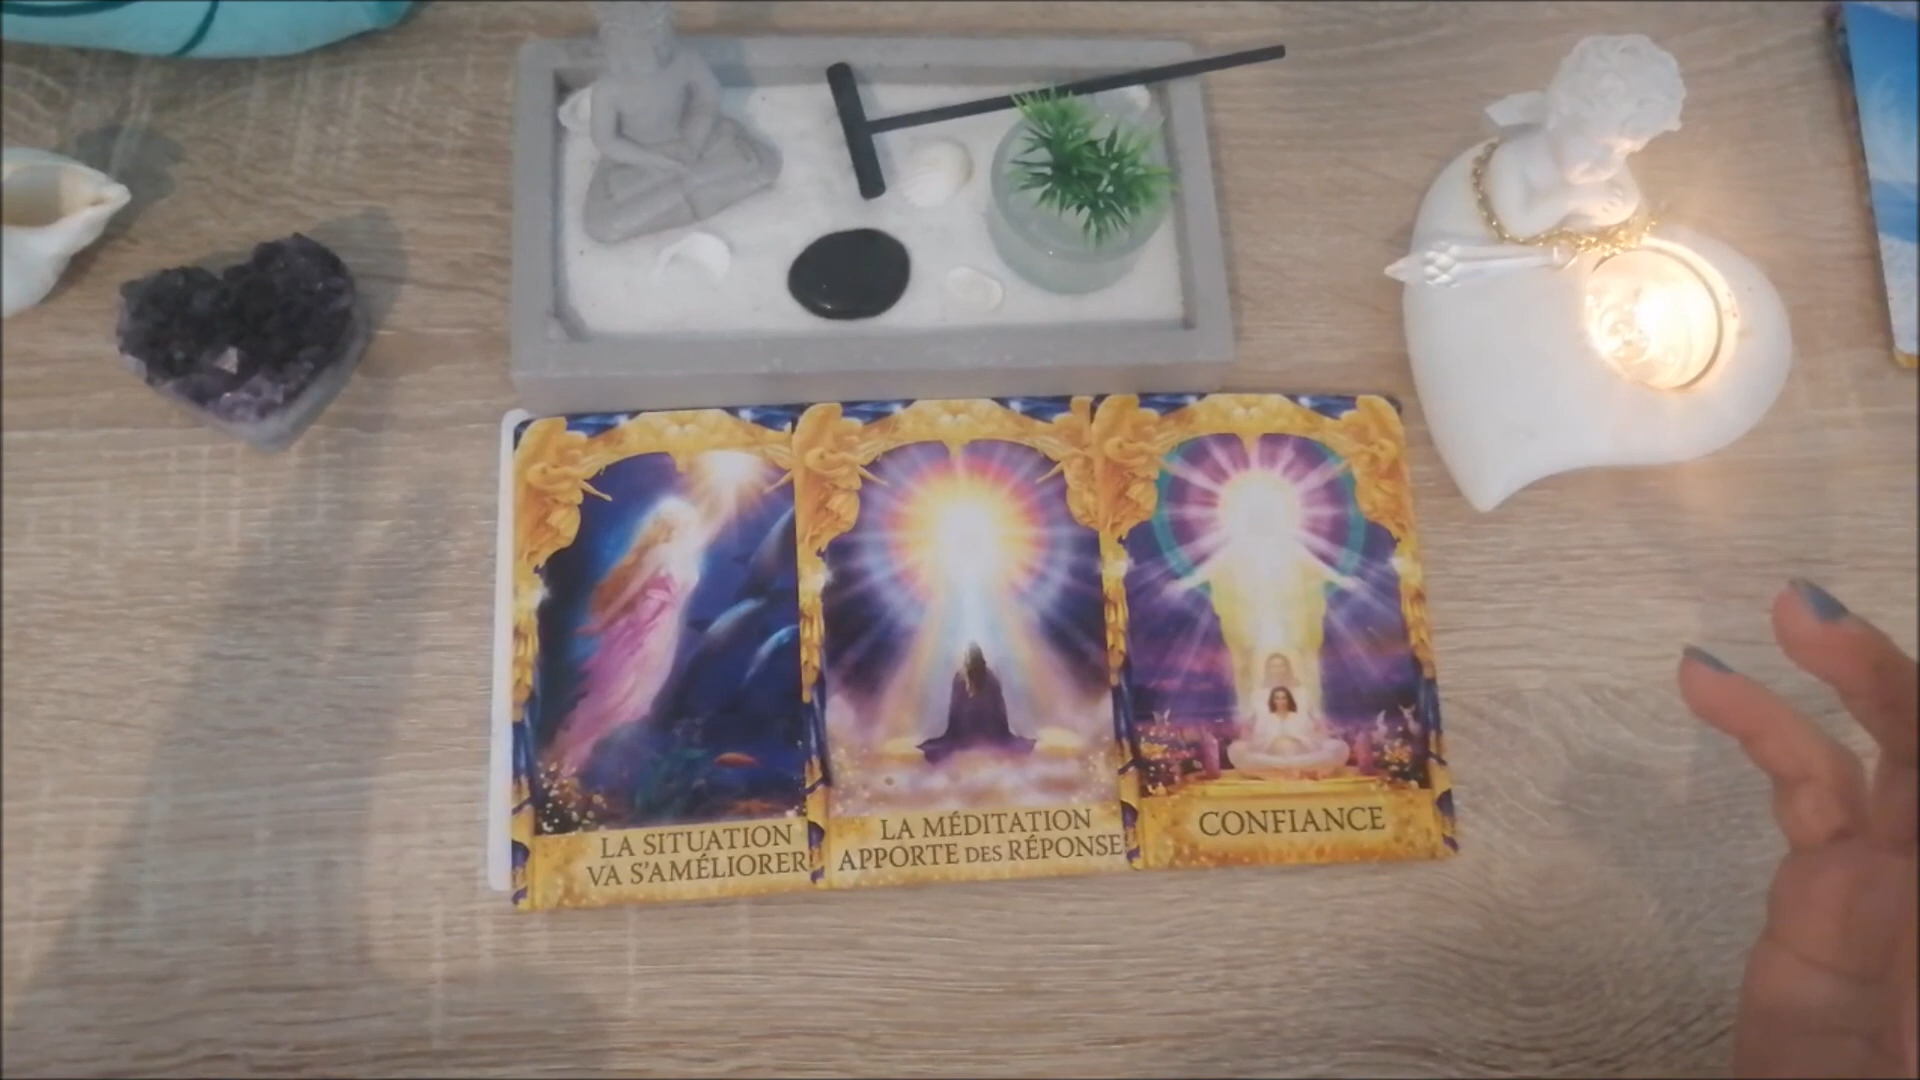 LA SITUATION
VA S'AMÉLIORER
LA MÉDITATION
APPORTE DES RÉPONSE
CONFIANCE